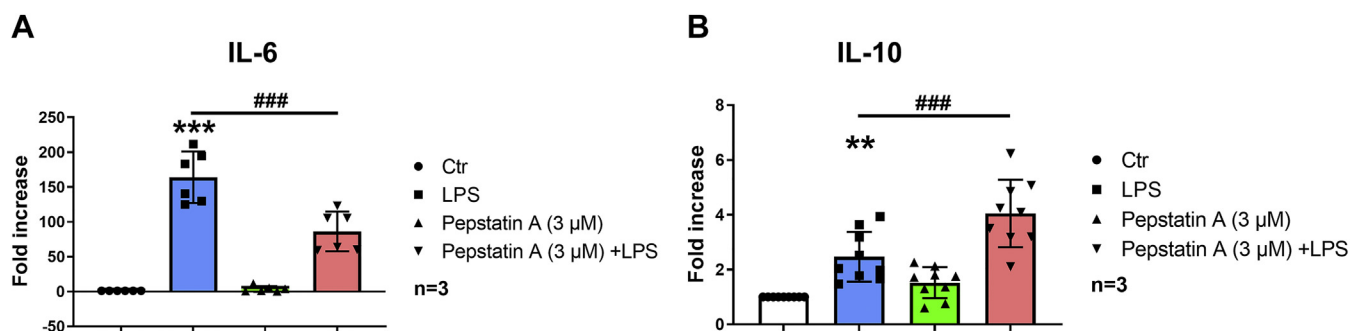 A
IL-6
###
***
Fold increase
250
200
150
100
50
0
-50
Ctr
LPS
Pepstatin A (3 µM)
Pepstatin A (3 µM) +LPS
n=3
B
IL-10
###
**
Fold increase
8
6
4
2
0
Ctr
LPS
Pepstatin A (3 µM)
Pepstatin A (3 µM) +LPS
n=3